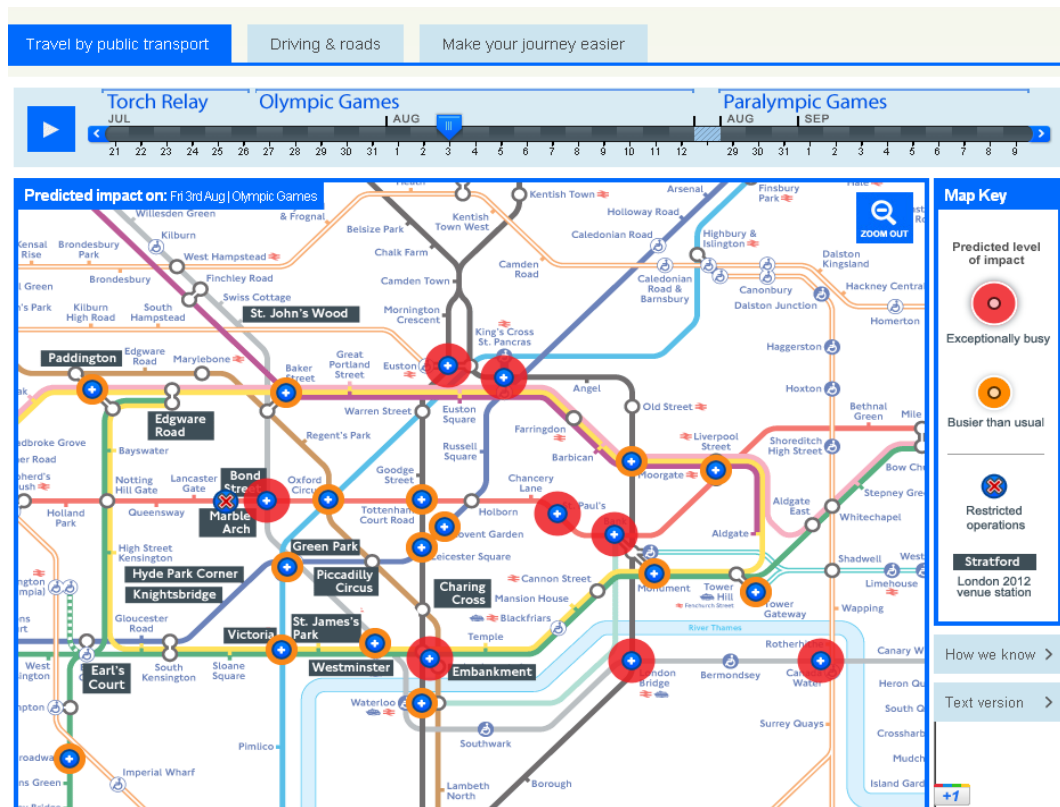 Travel by public transport
Driving & roads
Make your journey easier
Torch Relay
Olympic Games
Paralympic Games
JUL
AUG
AUG
SEP
21 22 23 24 25 26 27 28 29 30 31 1 2 3 4 5 6 7 8 9 10 11 12 29 30 31 1 2 3 4 5 6 7 8 9
Predicted impact on: Fri 3rd Aug | Olympic Games
ZOOM OUT
Willesden Green
Kilburn
& Frognal
Belsize Park
Kentish
Town West
Kentish Town
Arsenal
Finsbury
Park
Holloway Road
Caledonian Road
Highbury &
Islington
Brondesbury
Park
West Hampstead
Chalk Farm
Camden
Road
Dalston
Kingsland
Brondesbury
Finchley Road
Camden Town
Caledonian
Road &
Barnsbury
Canonbury
Hackney Central
Dalston Junction
Swiss Cottage
St. John's Wood
Kilburn
High Road
South
Hampstead
Mornington
Crescent
King's Cross
St. Pancras
Homerton
Paddington
Edgware
Road
Marylebone
Great
Portland
Street
Euston
Haggerston
Baker
Street
Angel
Hoxton
Edgware
Road
Warren Street
Euston
Square
Old Street
Bethnal
Green
Mile
Farringdon
Liverpool
Street
Shoreditch
High Street
Bayswater
Regent's Park
Russell
Square
Barbican
Moorgate
Bow Ch
Notting
Hill Gate
Lancaster
Gate
Bond
Street
Oxford
Circus
Goodge
Street
Chancery
Lane
Stepney Gre
Holland
Park
Queensway
Marble
Arch
Tottenham
Court Road
Holborn
Paul's
Aldgate
East
Whitechapel
Covent Garden
Aldgate
High Street
Kensington
Green Park
Leicester Square
Hyde Park Corner
Knightsbridge
Piccadilly
Circus
Charing
Cross
Cannon Street
Mansion House
Monument
Tower
Hill
Fenchurch Street
Tower
Gateway
Shadwell
West
Limehouse
Gloucester
Road
Blackfriars
Wapping
Victoria
St. James's
Park
Temple
River Thames
Rotherhithe
West
Earl's
Court
South
Kensington
Sloane
Square
Westminster
Embankment
London
Bridge
Bermondsey
Canada
Water
Canary W
Heron Qu
Waterloo
Southwark
Surrey Quays
South Q
Crossharb
Pimlico
Mudch
Imperial Wharf
Lambeth
North
Borough
Island Gard
Map Key
Predicted level
of impact
Exceptionally busy
Busier than usual
Restricted
operations
Stratford
London 2012
venue station
How we know
Text version
+1